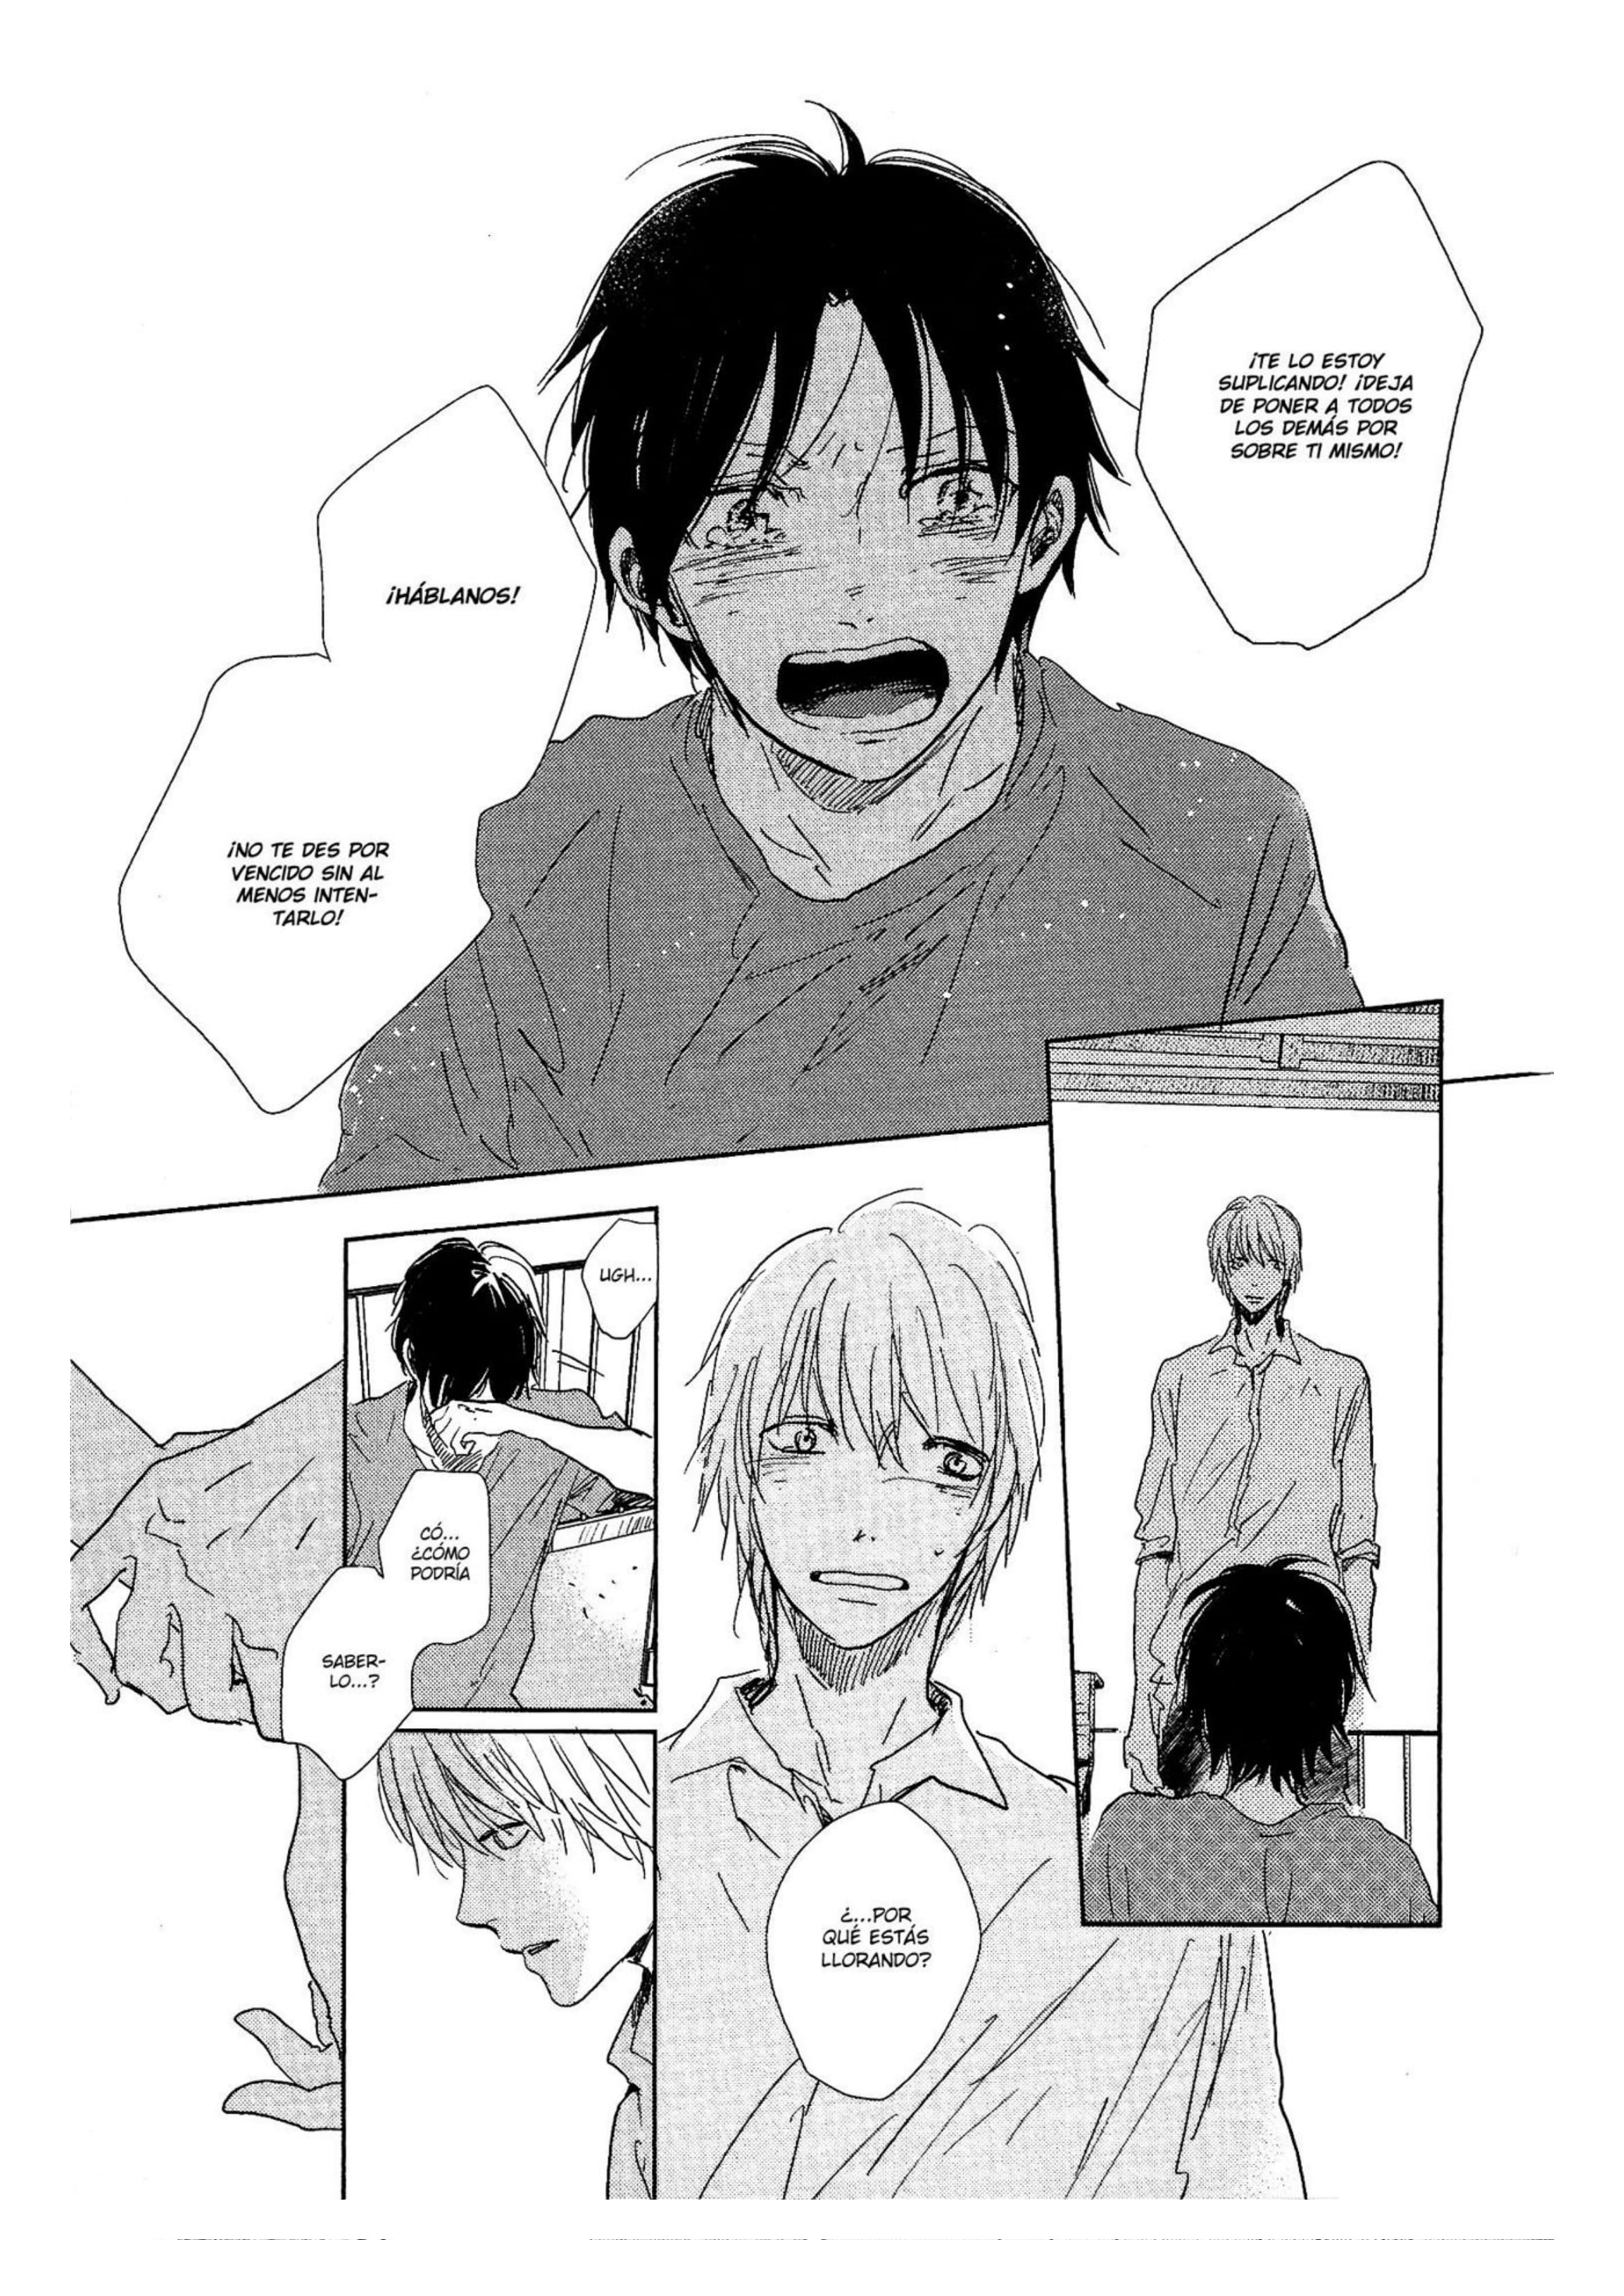 ¡TE LO ESTOY
SUPLICANDO! ¡DEJA
DE PONER A TODOS
LOS DEMÁS POR
SOBRE TI MISMO!
¡HÁBLANOS!
¡NO TE DES POR
VENCIDO SIN AL
MENOS INTEN-
TARLO!
¿...POR
QUÉ ESTÁS
LLORANDO?
UGH...
CÓ...
¿CÓMO
PODRÍA
SABER-
LO...?